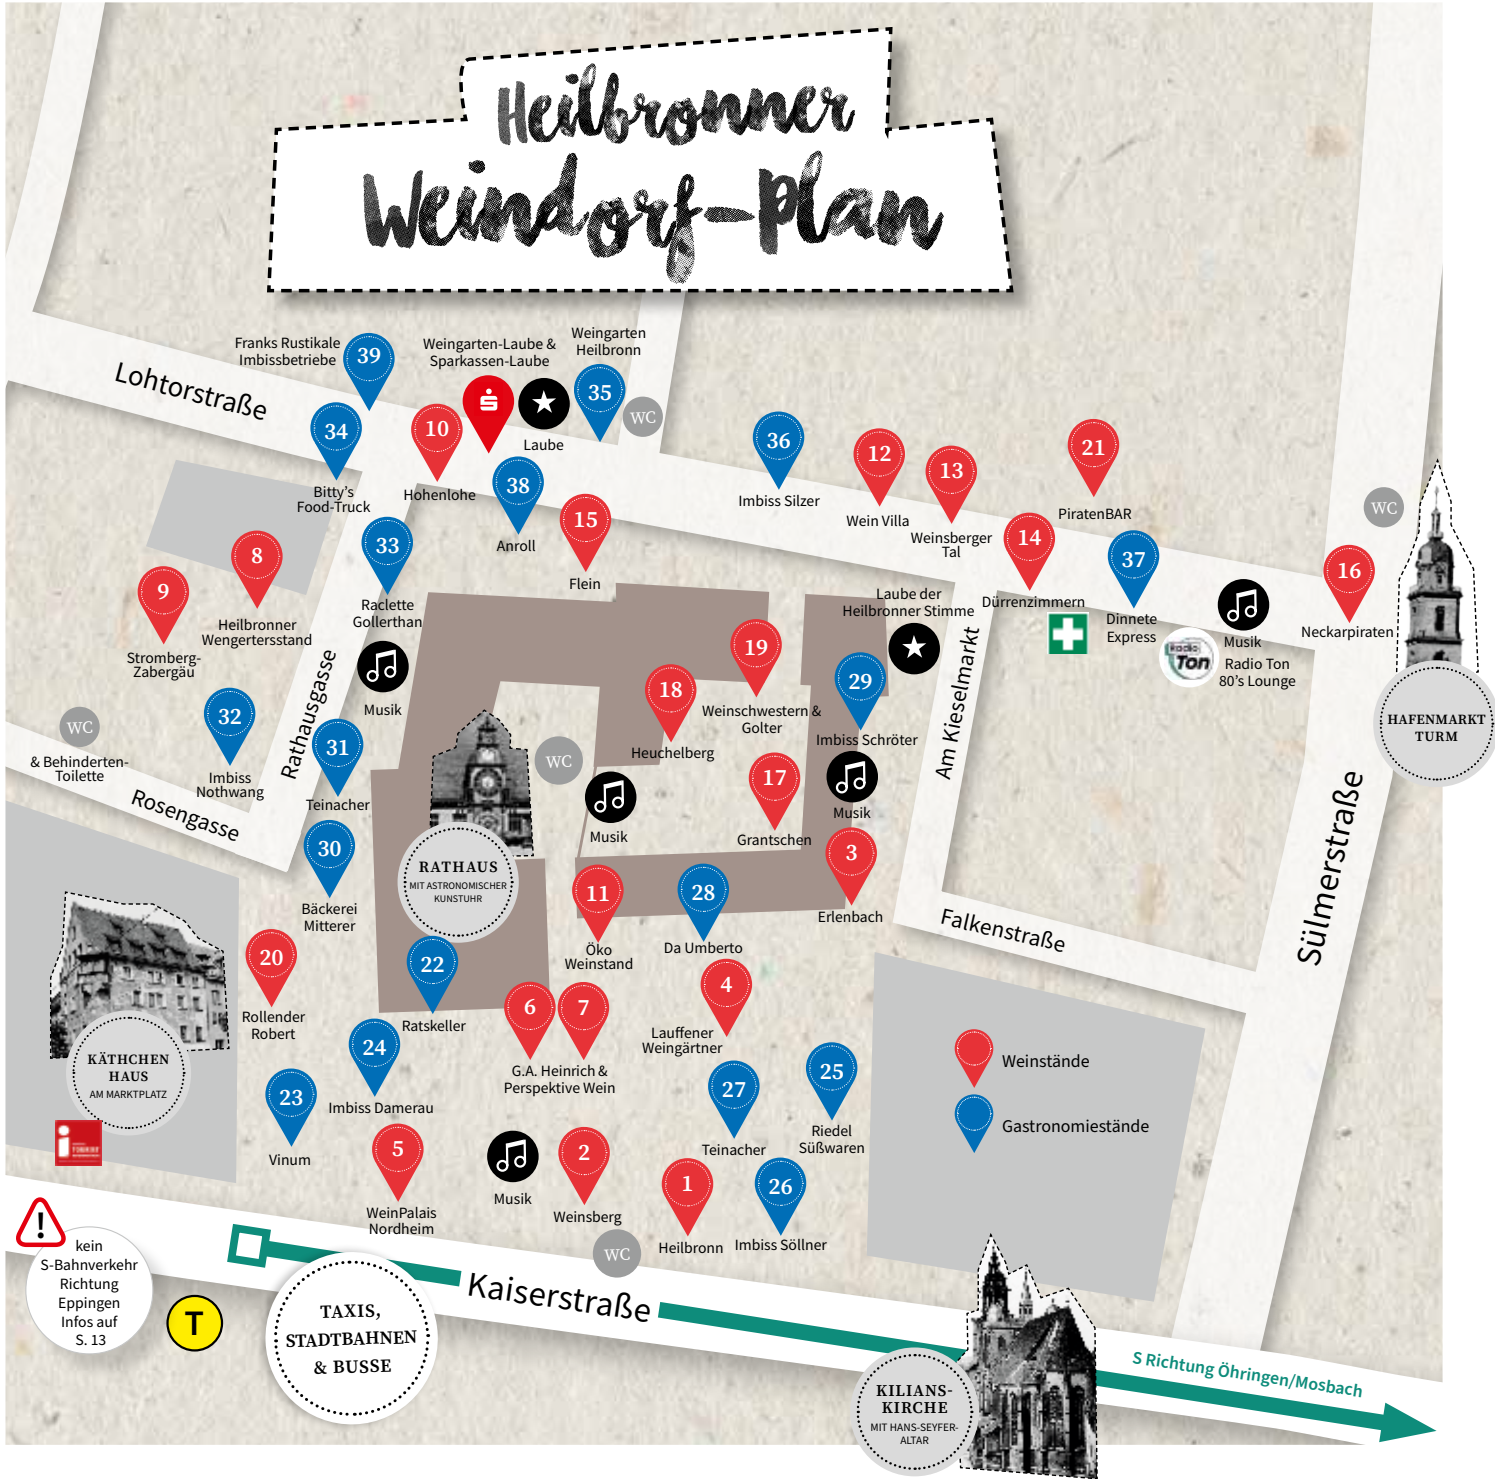 Heilbronner
Weindorf-Plan
Franks Rustikale
Imbissbetriebe
39
Weingarten-Laube &
Sparkassen-Laube
Weingarten
Heilbronn
35
WC
Laube
Lohtorstraße
34
Bitty's
Food-Truck
10
Hohenlohe
38
Anroll
15
Flein
36
Imbiss Silzer
12
Wein Villa
13
Weinsberger
Tal
21
PiratenBAR
14
Dürrenzimmern
37
Dinnete
Express
WC
16
Neckarpiraten
Musik
Radio
Ton
Radio Ton
80's Lounge
HAFENMARKT
TURM
9
Stromberg-
Zabergäu
8
Heilbronner
Wengertersstand
33
Raclette
Gollerthan
Musik
Laube der
Heilbronner Stimme
19
Weinschwestern &
Golter
18
Heuchelberg
29
Imbiss Schröter
Musik
Am Kieselmarkt
WC
& Behinderten-
Toilette
32
Imbiss
Nothwang
Rathausgasse
31
Teinacher
Rosengasse
WC
Musik
17
Grantschen
3
Erlenbach
Sülmerstraße
Falkenstraße
30
Bäckerei
Mitterer
RATHAUS
MIT ASTRONOMISCHER
KUNSTUHR
11
Öko
Weinstand
28
Da Umberto
20
Rollender
Robert
22
Ratskeller
6
7
G.A. Heinrich &
Perspektive Wein
4
Lauffener
Weingärtner
KÄTHCHEN
HAUS
AM MARKTPLATZ
24
Imbiss Damerau
23
Vinum
27
Teinacher
25
Riedel
Süßwaren
Weinstände
Gastronomiestände
i
5
WeinPalais
Nordheim
Musik
2
Weinsberg
1
Heilbronn
26
Imbiss Söllner
WC
!
kein
S-Bahnverkehr
Richtung
Eppingen
Infos auf
S. 13
T
TAXIS,
STADTBAHNEN
& BUSSE
Kaiserstraße
KILIANS-
KIRCHE
MIT HANS-SEYFER-
ALTAR
S Richtung Öhringen/Mosbach